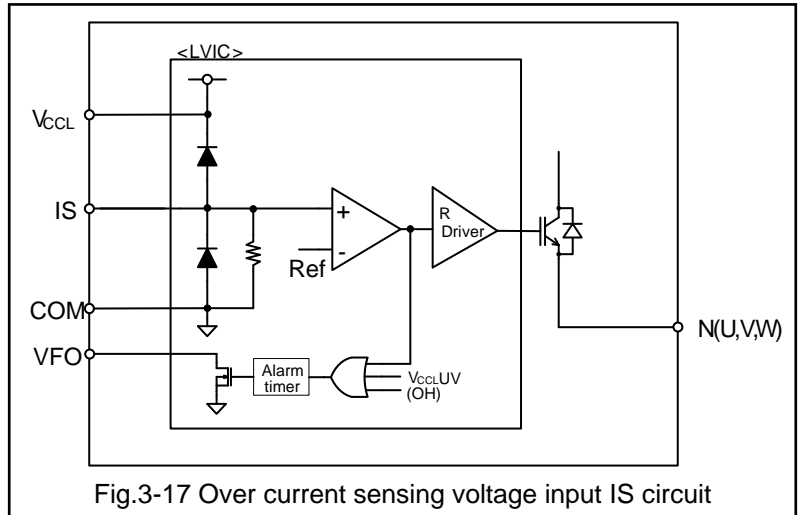 <LVIC>
VCCL
IS
+
-
Ref
R
Driver
COM
VFO
Alarm
timer
VCCLUV
(OH)
N(U,V,W)
Fig.3-17 Over current sensing voltage input IS circuit